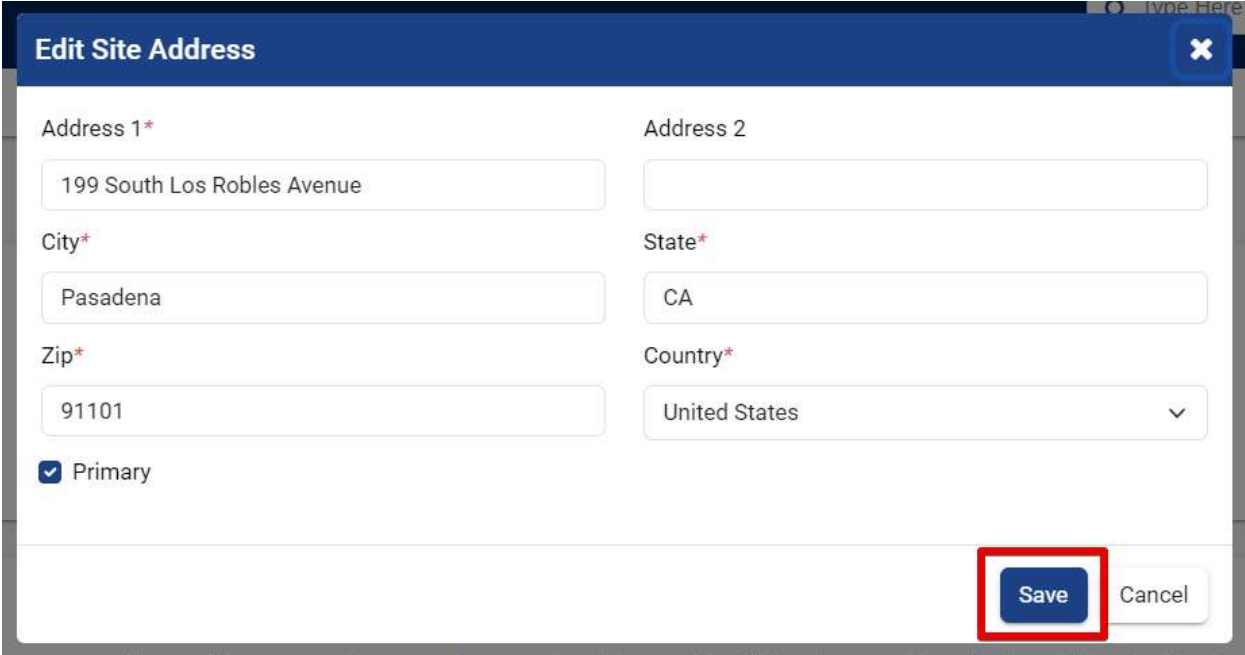 Type Here
Edit Site Address
Address 1*
Address 2
199 South Los Robles Avenue
City*
State*
Pasadena
CA
Zip*
Country*
91101
United States
Primary
Save
Cancel